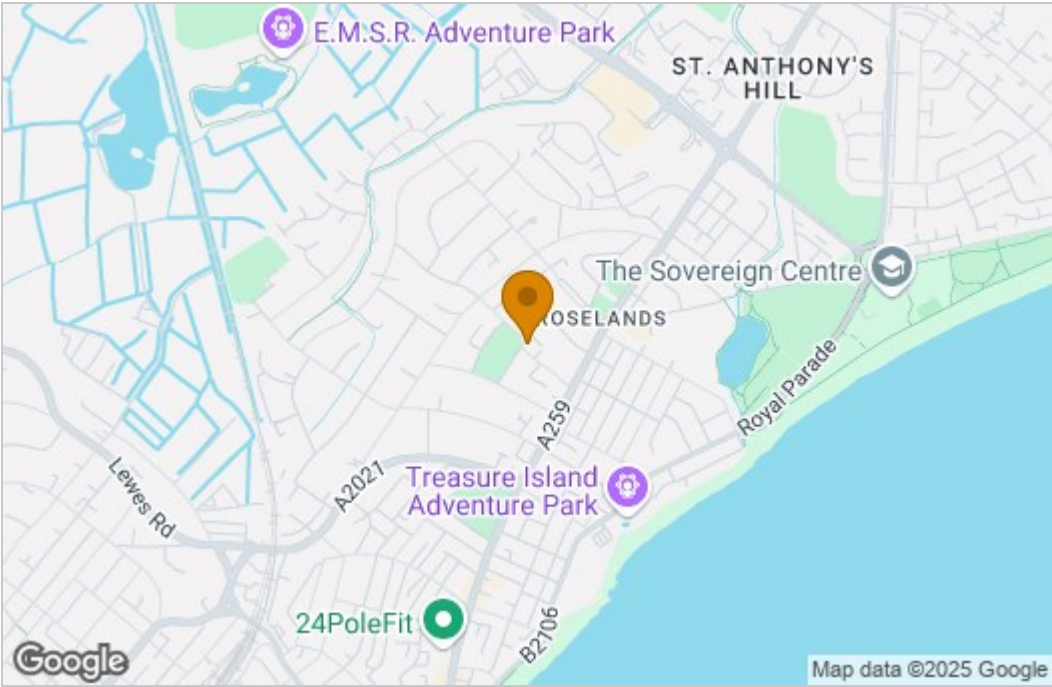 E.M.S.R. Adventure Park
ST. ANTHONY'S
HILL
The Sovereign Centre
ROSELANDS
Royal Parade
A259
Treasure Island
Adventure Park
A2021
Lewes Rd
24PoleFit
B2106
Google
Map data ©2025 Google